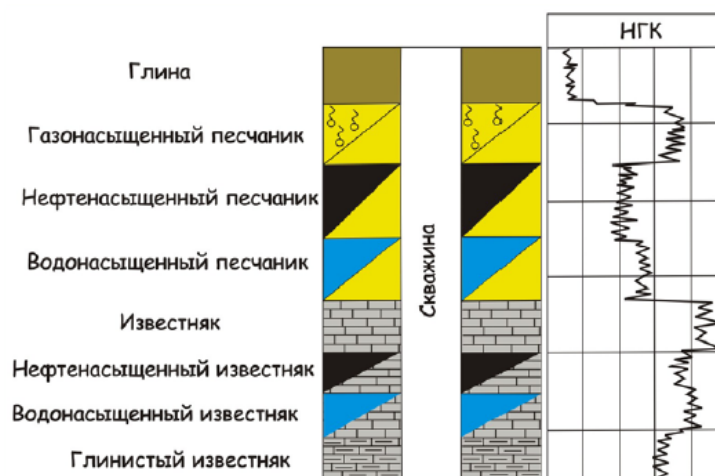 НГК
Глина
Газонасыщенный песчаник
Нефтенасыщенный песчаник
Водонасыщенный песчаник
Скважина
Известняк
Нефтенасыщенный известняк
Водонасыщенный известняк
Глинистый известняк